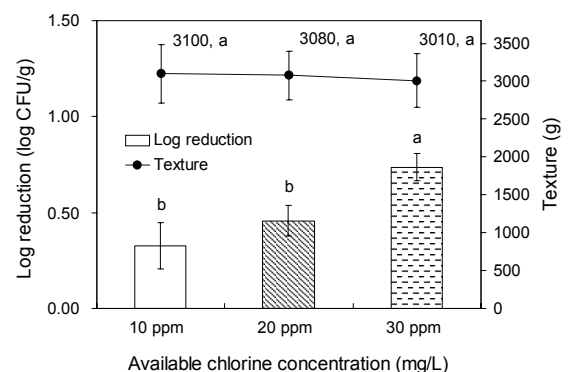 1.50
1.00
0.50
0.00
Log reduction (log CFU/g)
3500
3000
2500
2000
1500
1000
500
0
Texture (g)
3100, a
3080, a
3010, a
Log reduction
Texture
b
b
a
10 ppm
20 ppm
30 ppm
Available chlorine concentration (mg/L)